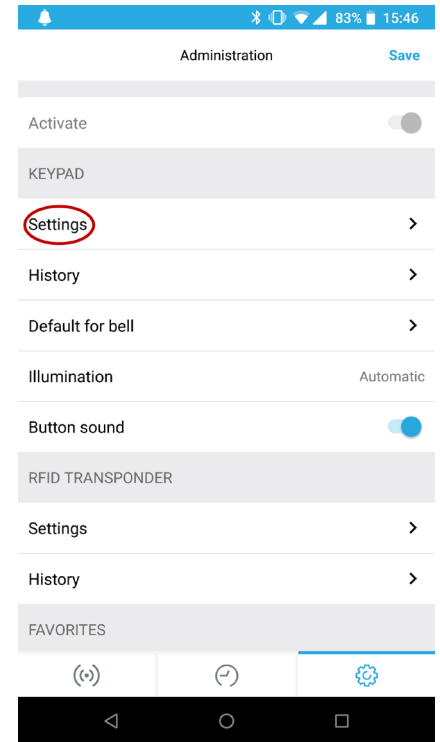 83% 15:46
Administration Save
Activate
KEYPAD
Settings
History
Default for bell
Illumination Automatic
Button sound
RFID TRANSPONDER
Settings
History
FAVORITES